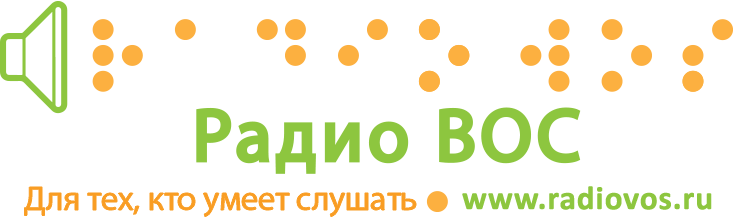 ⠗⠁⠙⠊⠕⠺⠕⠎
Радио ВОС
Для тех, кто умеет слушать ● www.radiovos.ru